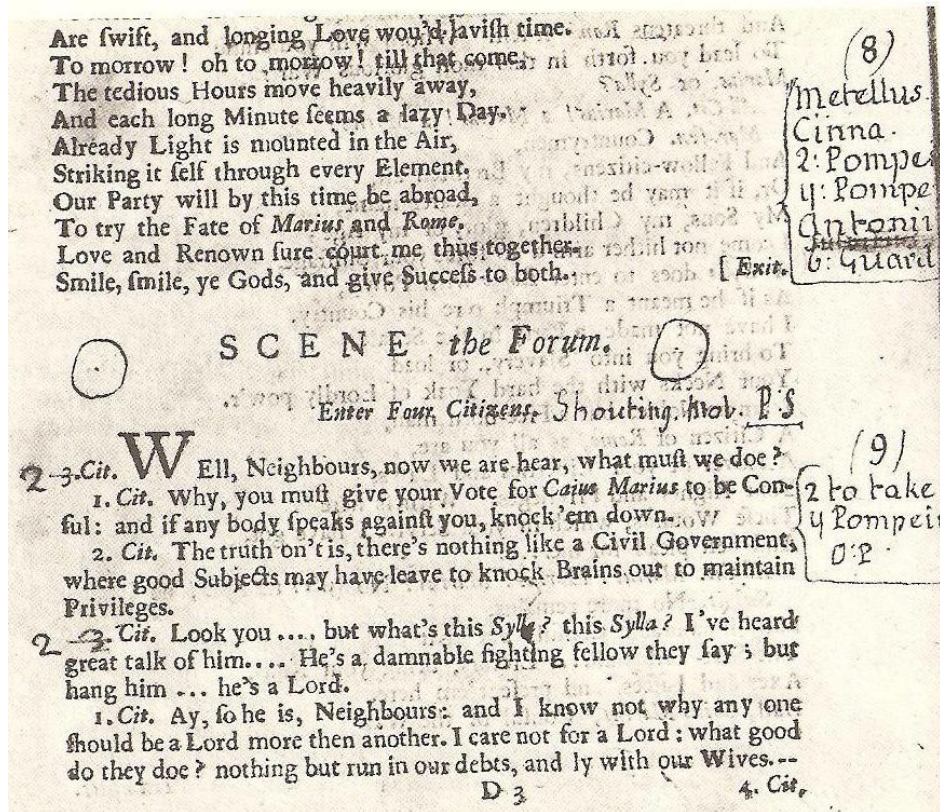 Are ſwift, and longing Love wou'd laviſh time.
To morrow! oh to morrow! till that come,
The tedious Hours move heavily away,
And each long Minute ſeems a lazy Day.
Already Light is mounted in the Air,
Striking it ſelf through every Element.
Our Party will by this time be abroad,
To try the Fate of Marius and Rome.
Love and Renown ſure court me thus together.
Smile, ſmile, ye Gods, and give Succeſs to both.
[Exit.
(8)
Metellus.
Cinna.
2: Pompe
4: Pompe
Antoniu
6: Guard
SCENE the Forum.
Enter Four Citizens. Shouting. Mob. P.S
2 3. Cit. WEll, Neighbours, now we are hear, what muſt we doe?
1. Cit. Why, you muſt give your Vote for Caius Marius to be Con-
ſul: and if any body ſpeaks againſt you, knock 'em down.
2. Cit. The truth on't is, there's nothing like a Civil Government,
where good Subjects may have leave to knock Brains out to maintain
Privileges.
2 3. Cit. Look you .... but what's this Sylla? this Sylla? I've heard
great talk of him.... He's a damnable fighting fellow they ſay; but
hang him ... he's a Lord.
1. Cit. Ay, ſo he is, Neighbours: and I know not why any one
ſhould be a Lord more then another. I care not for a Lord: what good
do they doe? nothing but run in our debts, and ly with our Wives.--
D 3
4. Cit,
(9)
2 to take
4 Pompeii
O:P.